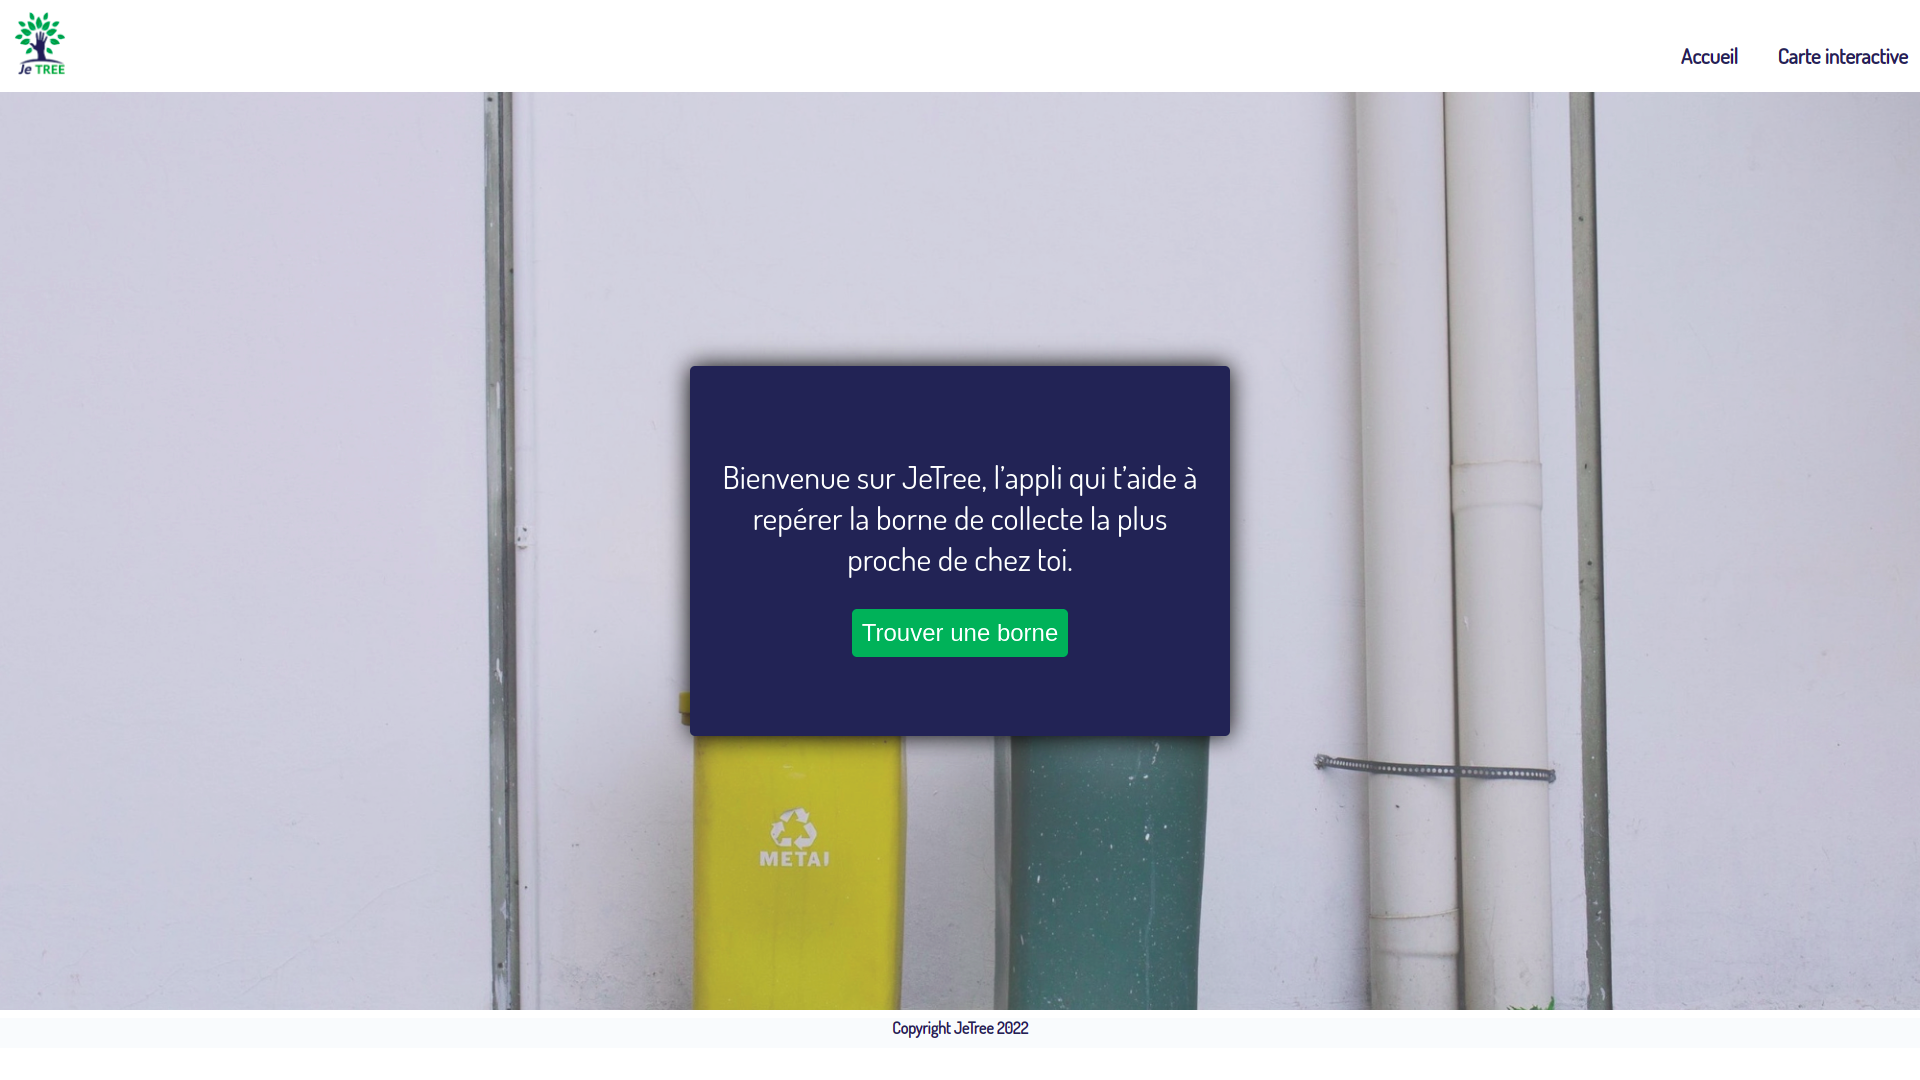 Je TREE
Accueil
Carte interactive
Bienvenue sur JeTree, l’appli qui t’aide à
repérer la borne de collecte la plus
proche de chez toi.
Trouver une borne
METAL
Copyright JeTree 2022